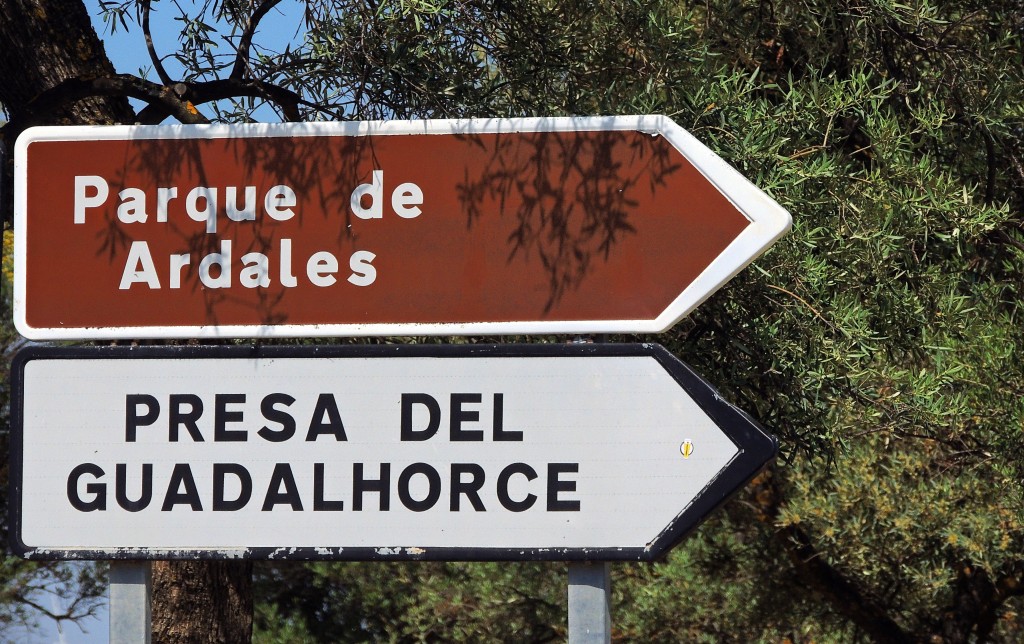 Parque de
Ardales
PRESA DEL
GUADALHORCE